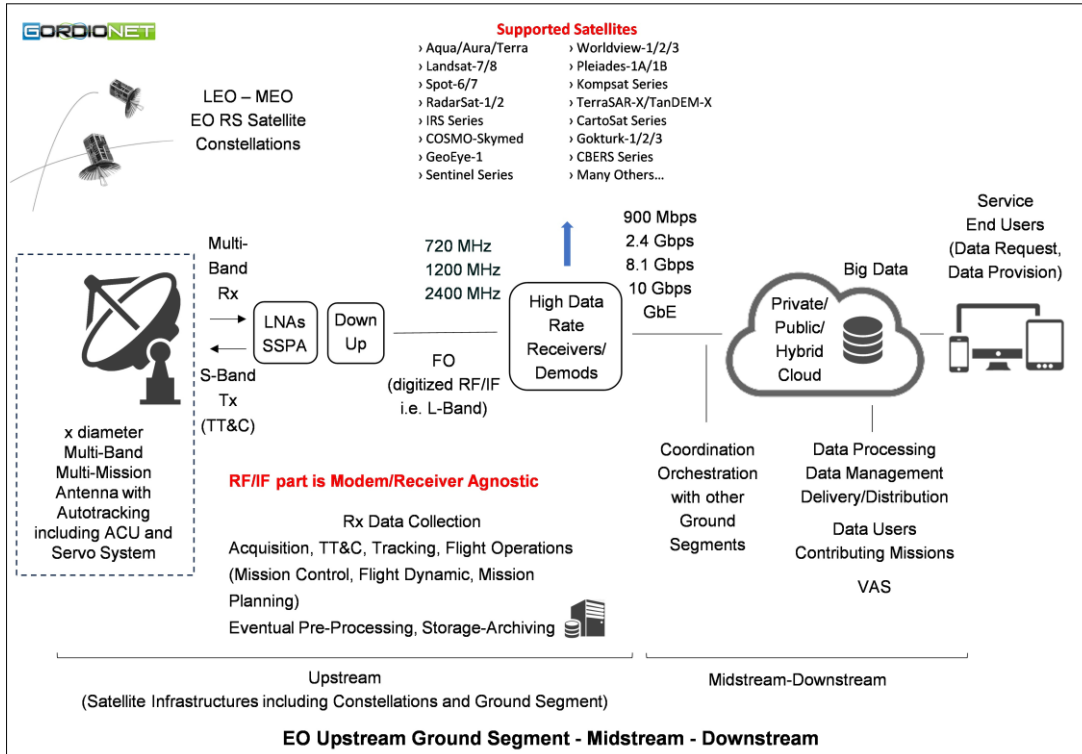 GORDIONET
Supported Satellites
› Aqua/Aura/Terra
› Landsat-7/8
› Spot-6/7
› RadarSat-1/2
› IRS Series
› COSMO-Skymed
› GeoEye-1
› Sentinel Series
› Worldview-1/2/3
› Pleiades-1A/1B
› Kompsat Series
› TerraSAR-X/TanDEM-X
› CartoSat Series
› Gokturk-1/2/3
› CBERS Series
› Many Others...
LEO – MEO
EO RS Satellite
Constellations
Multi-
Band
Rx
S-Band
Tx
(TT&C)
x diameter
Multi-Band
Multi-Mission
Antenna with
Autotracking
including ACU and
Servo System
LNAs
SSPA
Down
Up
720 MHz
1200 MHz
2400 MHz
FO
(digitized RF/IF
i.e. L-Band)
High Data
Rate
Receivers/
Demods
900 Mbps
2.4 Gbps
8.1 Gbps
10 Gbps
GbE
Big Data
Private/
Public/
Hybrid
Cloud
Service
End Users
(Data Request,
Data Provision)
RF/IF part is Modem/Receiver Agnostic
Rx Data Collection
Acquisition, TT&C, Tracking, Flight Operations
(Mission Control, Flight Dynamic, Mission
Planning)
Eventual Pre-Processing, Storage-Archiving
Coordination
Orchestration
with other
Ground
Segments
Data Processing
Data Management
Delivery/Distribution
Data Users
Contributing Missions
VAS
Upstream
(Satellite Infrastructures including Constellations and Ground Segment)
Midstream-Downstream
EO Upstream Ground Segment - Midstream - Downstream